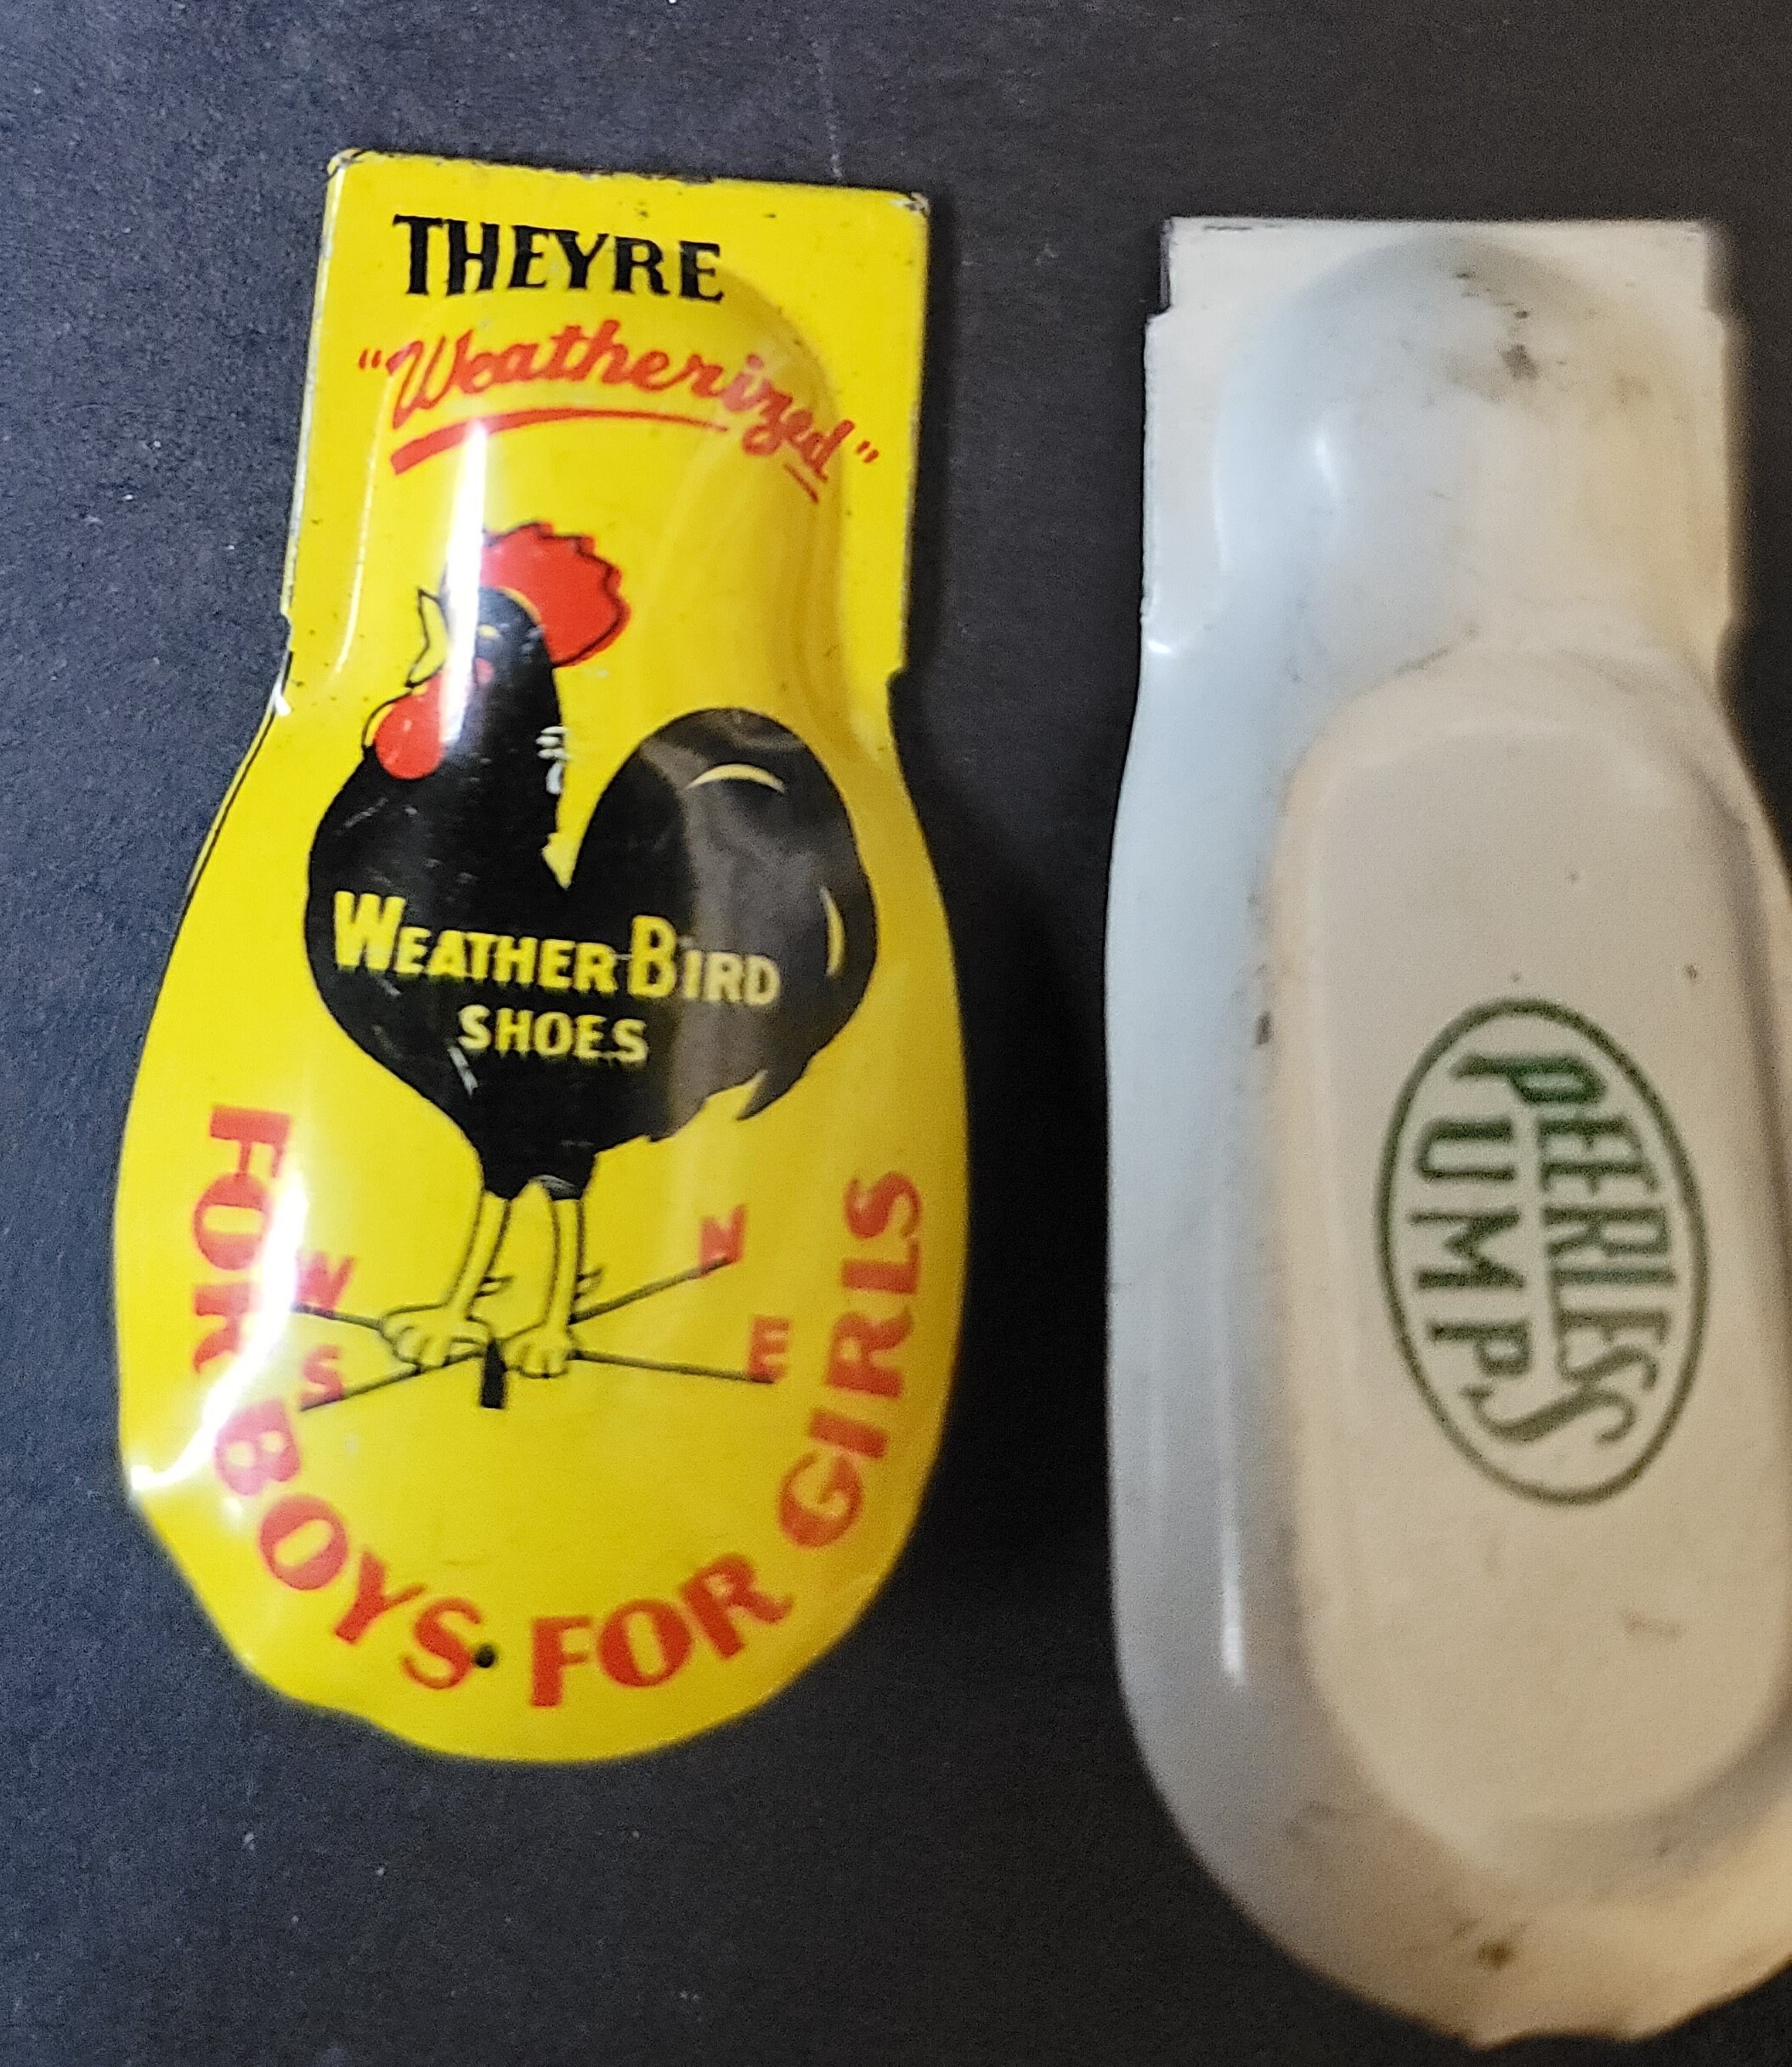 THEYRE
"Weatherized"
WEATHER-BIRD
SHOES
N
W
E
S
FOR BOYS·FOR GIRLS
PEERLESS
PUMPS